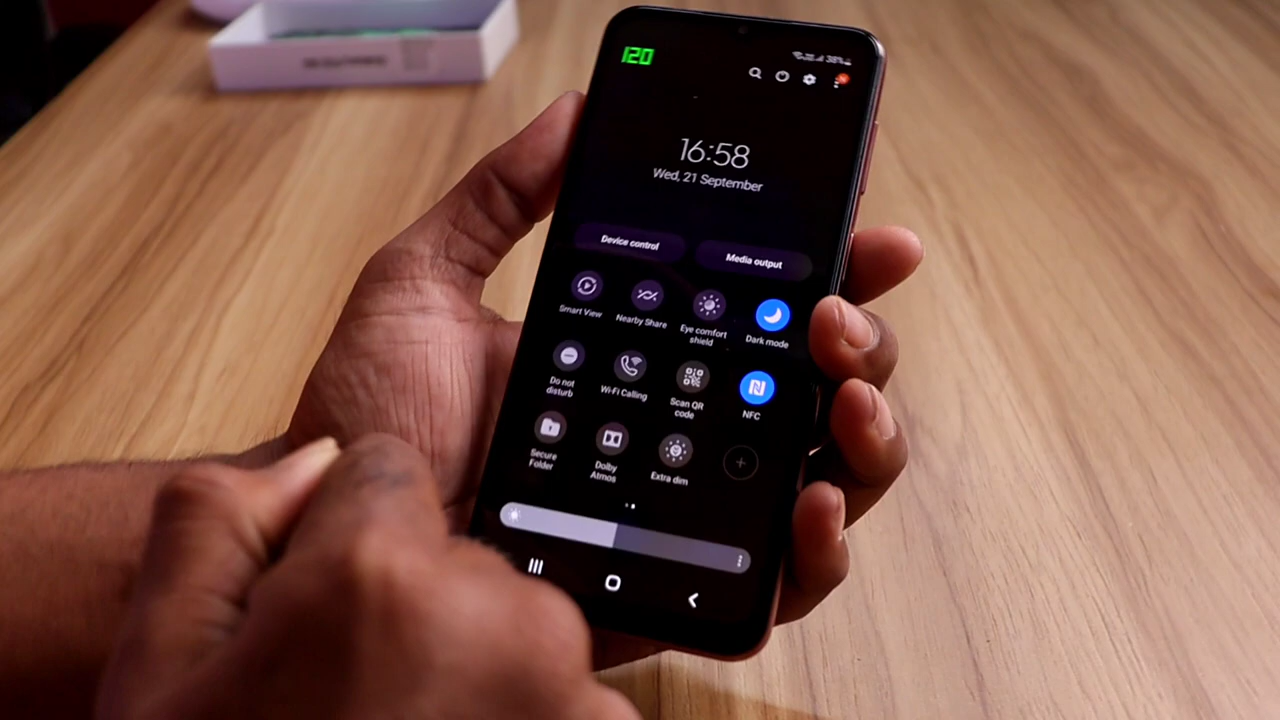 120
38%
16:58
Wed, 21 September
Device control
Media output
Smart View
Nearby Share
Eye comfort
shield
Dark mode
Do not
disturb
Wi-Fi Calling
Scan QR
code
NFC
Secure
Folder
Dolby
Atmos
Extra dim